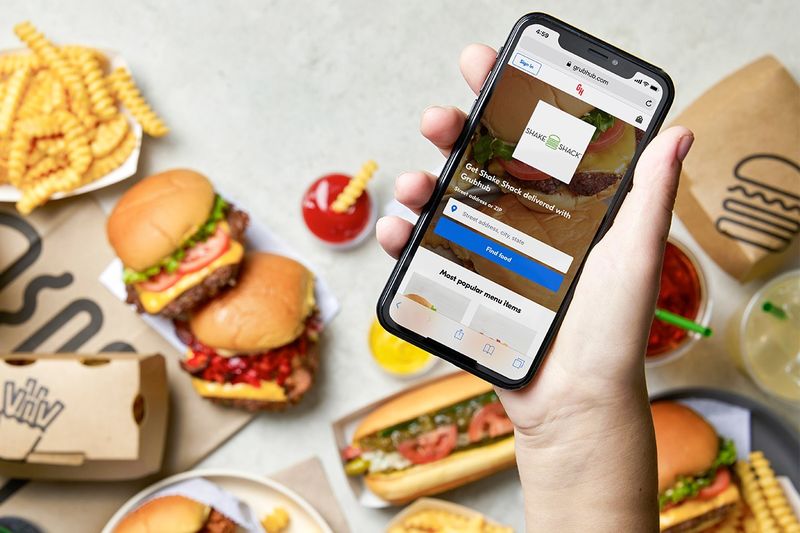 4:59
Sign in
grubhub.com
GH
SHAKE SHACK
Get Shake Shack delivered with
Grubhub
Street address or ZIP
Street address, city, state
Find food
Most popular menu items